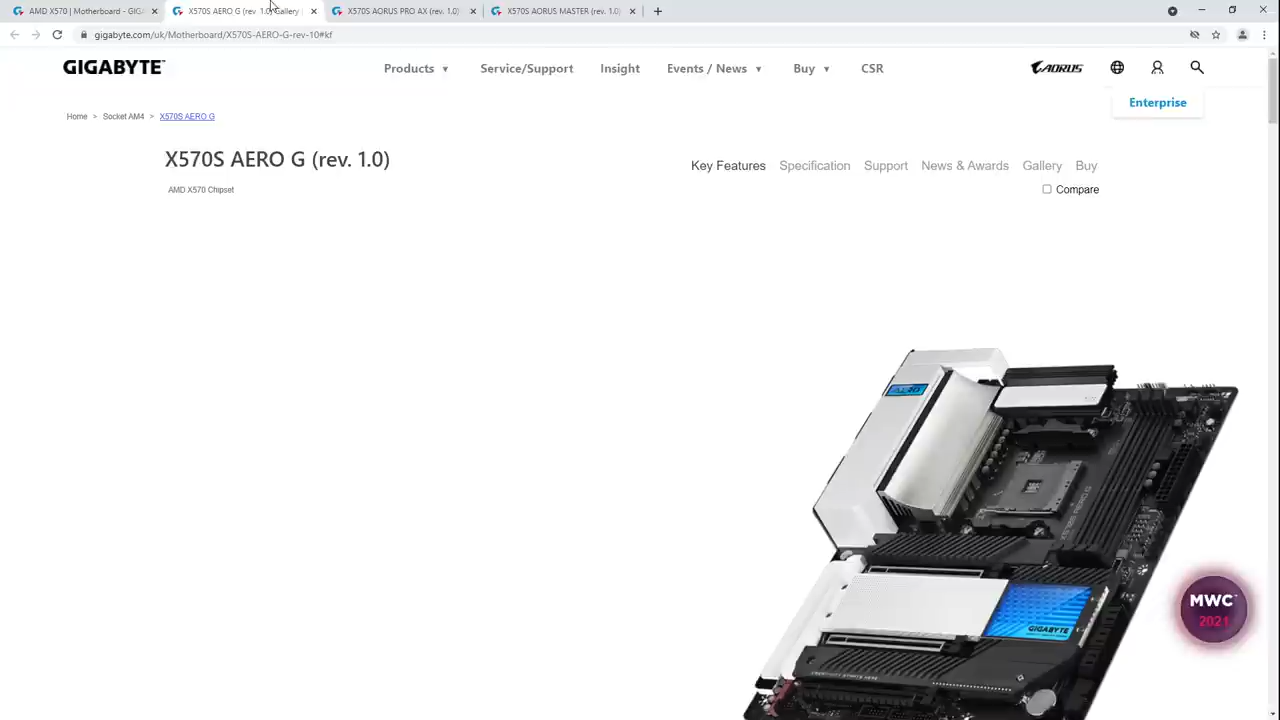 AMD X570 | Motherboard - GIGA
X570S AERO G (rev. 1.0) Gallery
X570S AORUS PRO AX (rev. 1.0)
X570S AORUS MASTER (rev. 1.0)
gigabyte.com/uk/Motherboard/X570S-AERO-G-rev-10#kf
GIGABYTE™
Products ▼ Service/Support Insight Events / News ▼ Buy ▼ CSR
AORUS
Enterprise
Home > Socket AM4 > X570S AERO G
X570S AERO G (rev. 1.0)
Key Features Specification Support News & Awards Gallery Buy
AMD X570 Chipset
Compare
X570S AERO G
GIGABYTE
MWC
2021